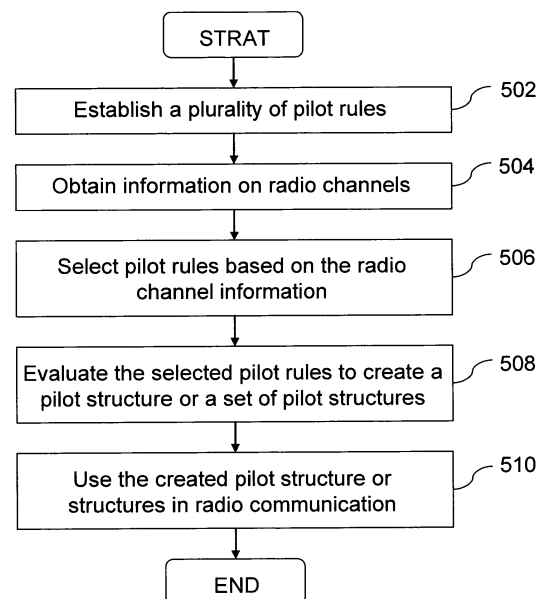 STRAT
Establish a plurality of pilot rules
502
Obtain information on radio channels
504
Select pilot rules based on the radio
channel information
506
Evaluate the selected pilot rules to create a
pilot structure or a set of pilot structures
508
Use the created pilot structure or
structures in radio communication
510
END